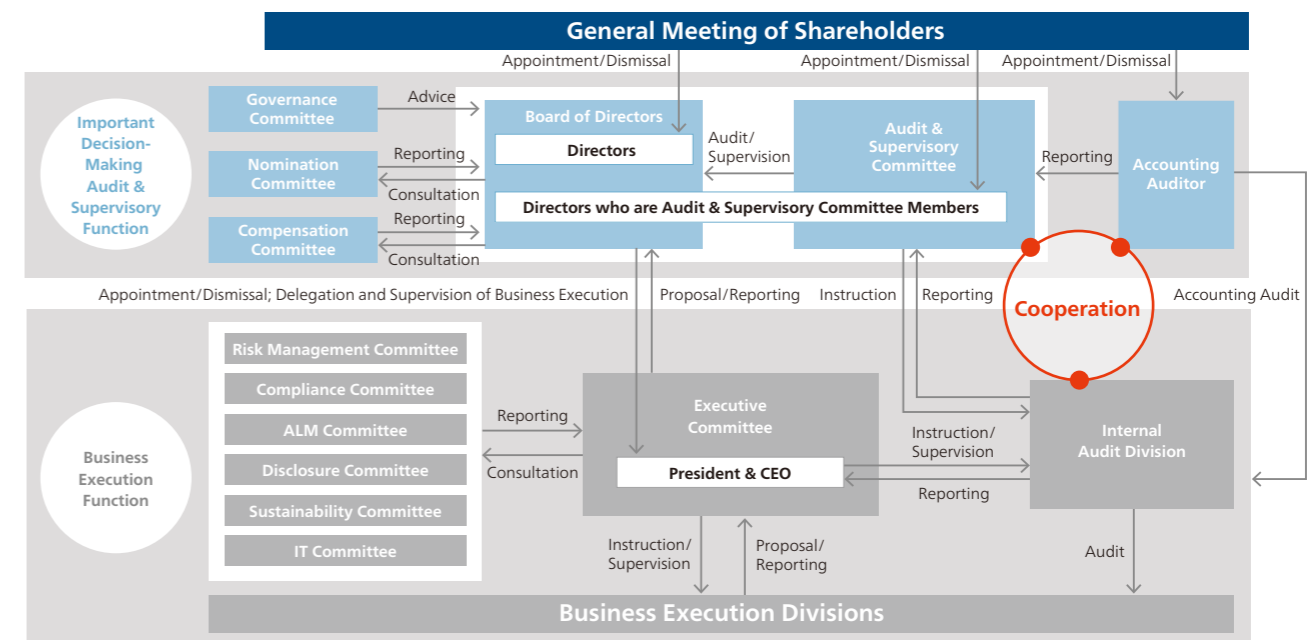 General Meeting of Shareholders
Appointment/Dismissal
Appointment/Dismissal
Appointment/Dismissal
Important
Decision-
Making
Audit &
Supervisory
Function
Governance
Committee
Advice
Nomination
Committee
Reporting
Consultation
Compensation
Committee
Reporting
Consultation
Board of Directors
Directors
Audit/
Supervision
Audit &
Supervisory
Committee
Directors who are Audit & Supervisory Committee Members
Reporting
Accounting
Auditor
Appointment/Dismissal; Delegation and Supervision of Business Execution
Proposal/Reporting
Instruction
Reporting
Cooperation
Accounting Audit
Business
Execution
Function
Risk Management Committee
Compliance Committee
ALM Committee
Disclosure Committee
Sustainability Committee
IT Committee
Reporting
Consultation
Executive
Committee
President & CEO
Instruction/
Supervision
Reporting
Internal
Audit Division
Instruction/
Supervision
Proposal/
Reporting
Audit
Business Execution Divisions